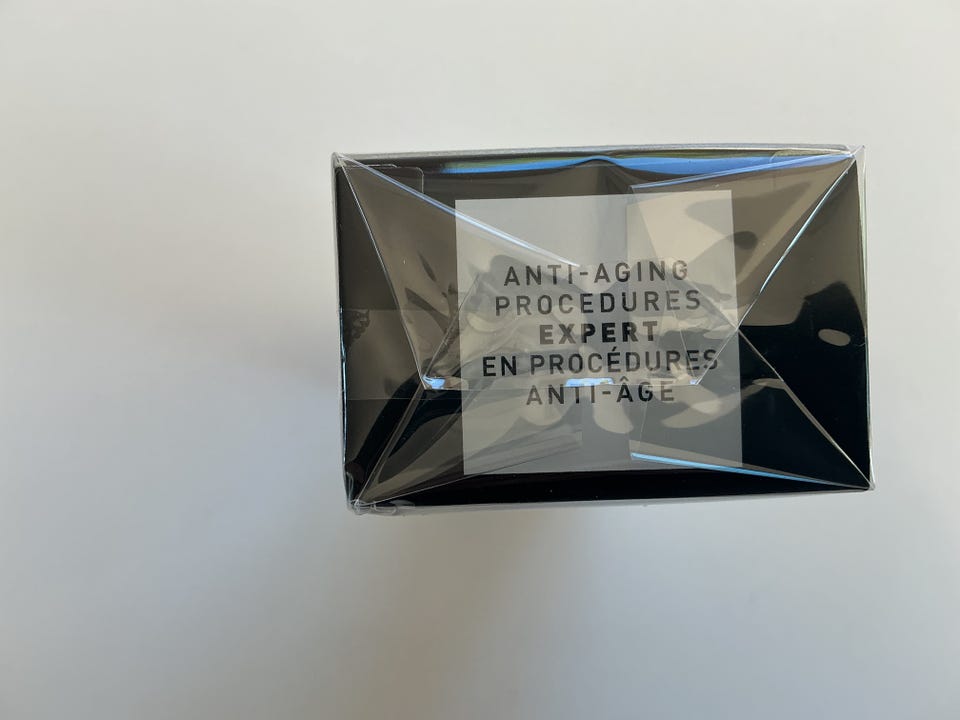 ANTI-AGING
PROCEDURES
EXPERT
EN PROCÉDURES
ANTI-ÂGE